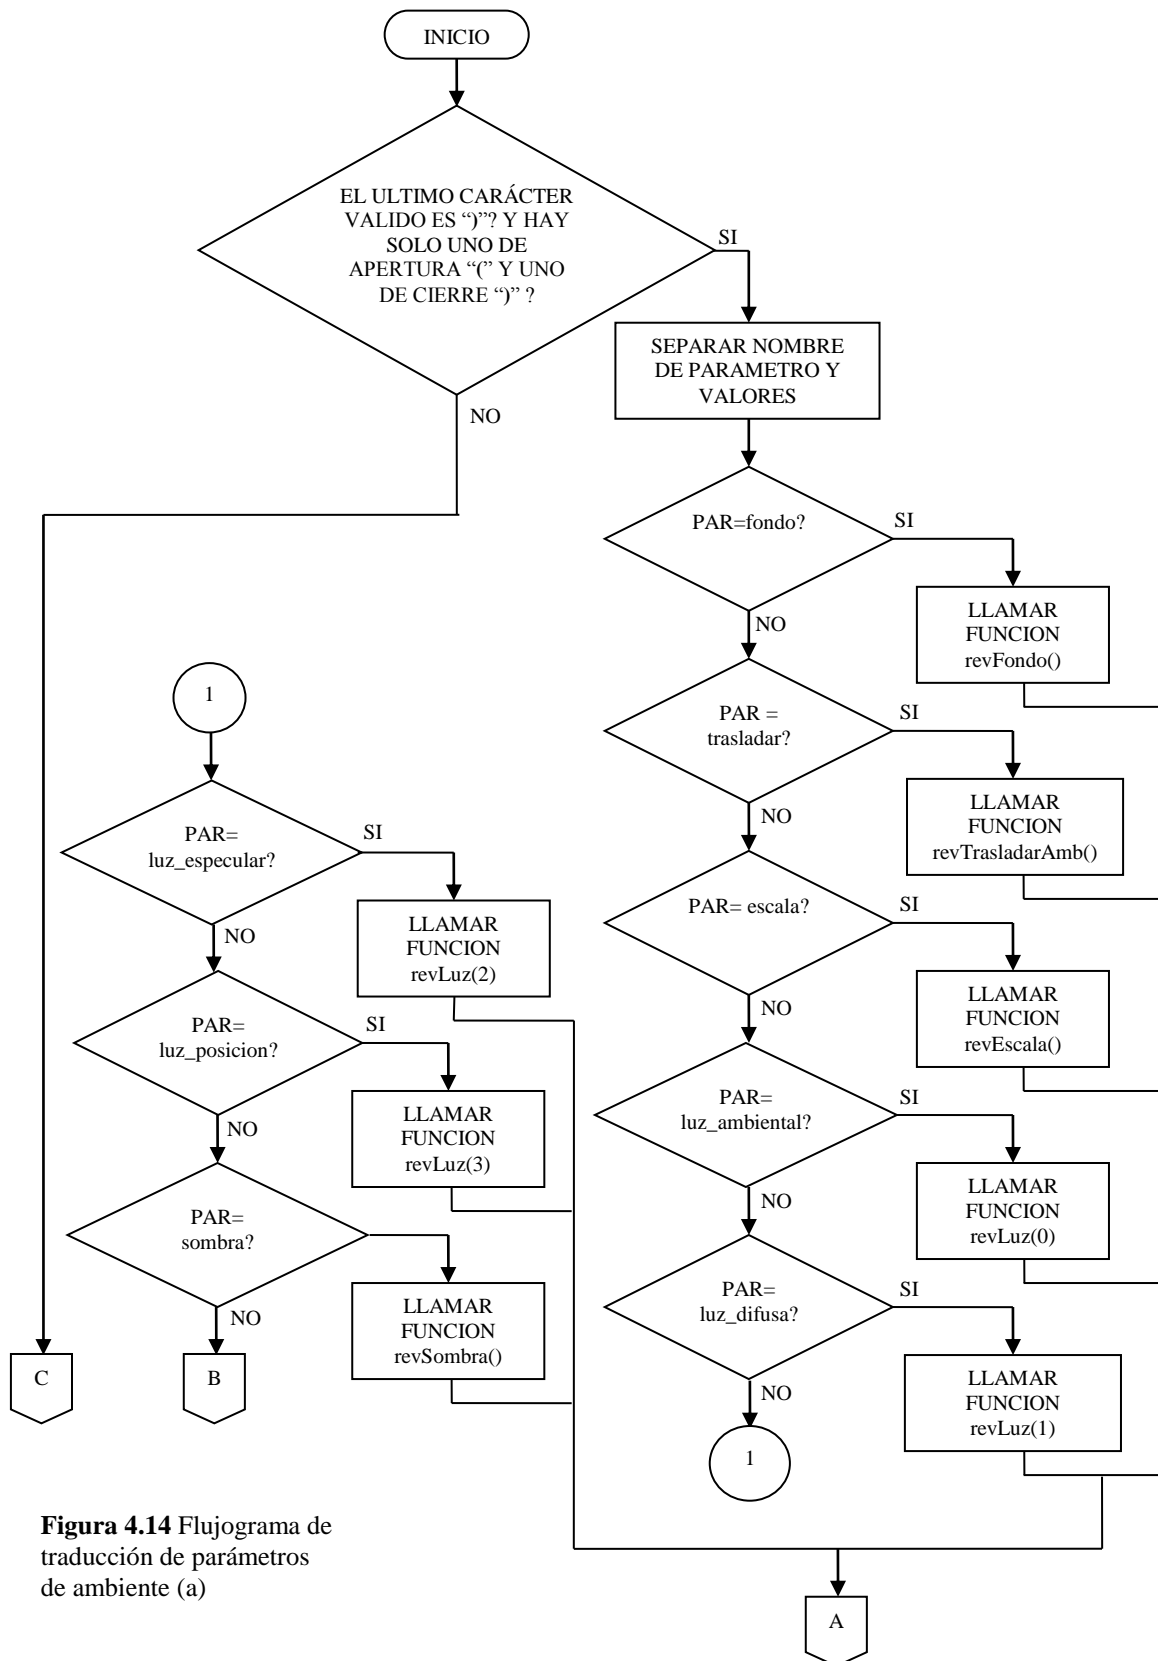 INICIO
EL ULTIMO CARÁCTER
VALIDO ES “)”? Y HAY
SOLO UNO DE
APERTURA “(” Y UNO
DE CIERRE “)” ?
SI
NO
SEPARAR NOMBRE
DE PARAMETRO Y
VALORES
PAR=fondo?
SI
NO
LLAMAR
FUNCION
revFondo()
PAR =
trasladar?
SI
NO
LLAMAR
FUNCION
revTrasladarAmb()
PAR= escala?
SI
NO
LLAMAR
FUNCION
revEscala()
PAR=
luz_ambiental?
SI
NO
LLAMAR
FUNCION
revLuz(0)
PAR=
luz_difusa?
SI
NO
LLAMAR
FUNCION
revLuz(1)
1
1
PAR=
luz_especular?
SI
NO
LLAMAR
FUNCION
revLuz(2)
PAR=
luz_posicion?
SI
NO
LLAMAR
FUNCION
revLuz(3)
PAR=
sombra?
NO
LLAMAR
FUNCION
revSombra()
C
B
A
Figura 4.14 Flujograma de
traducción de parámetros
de ambiente (a)